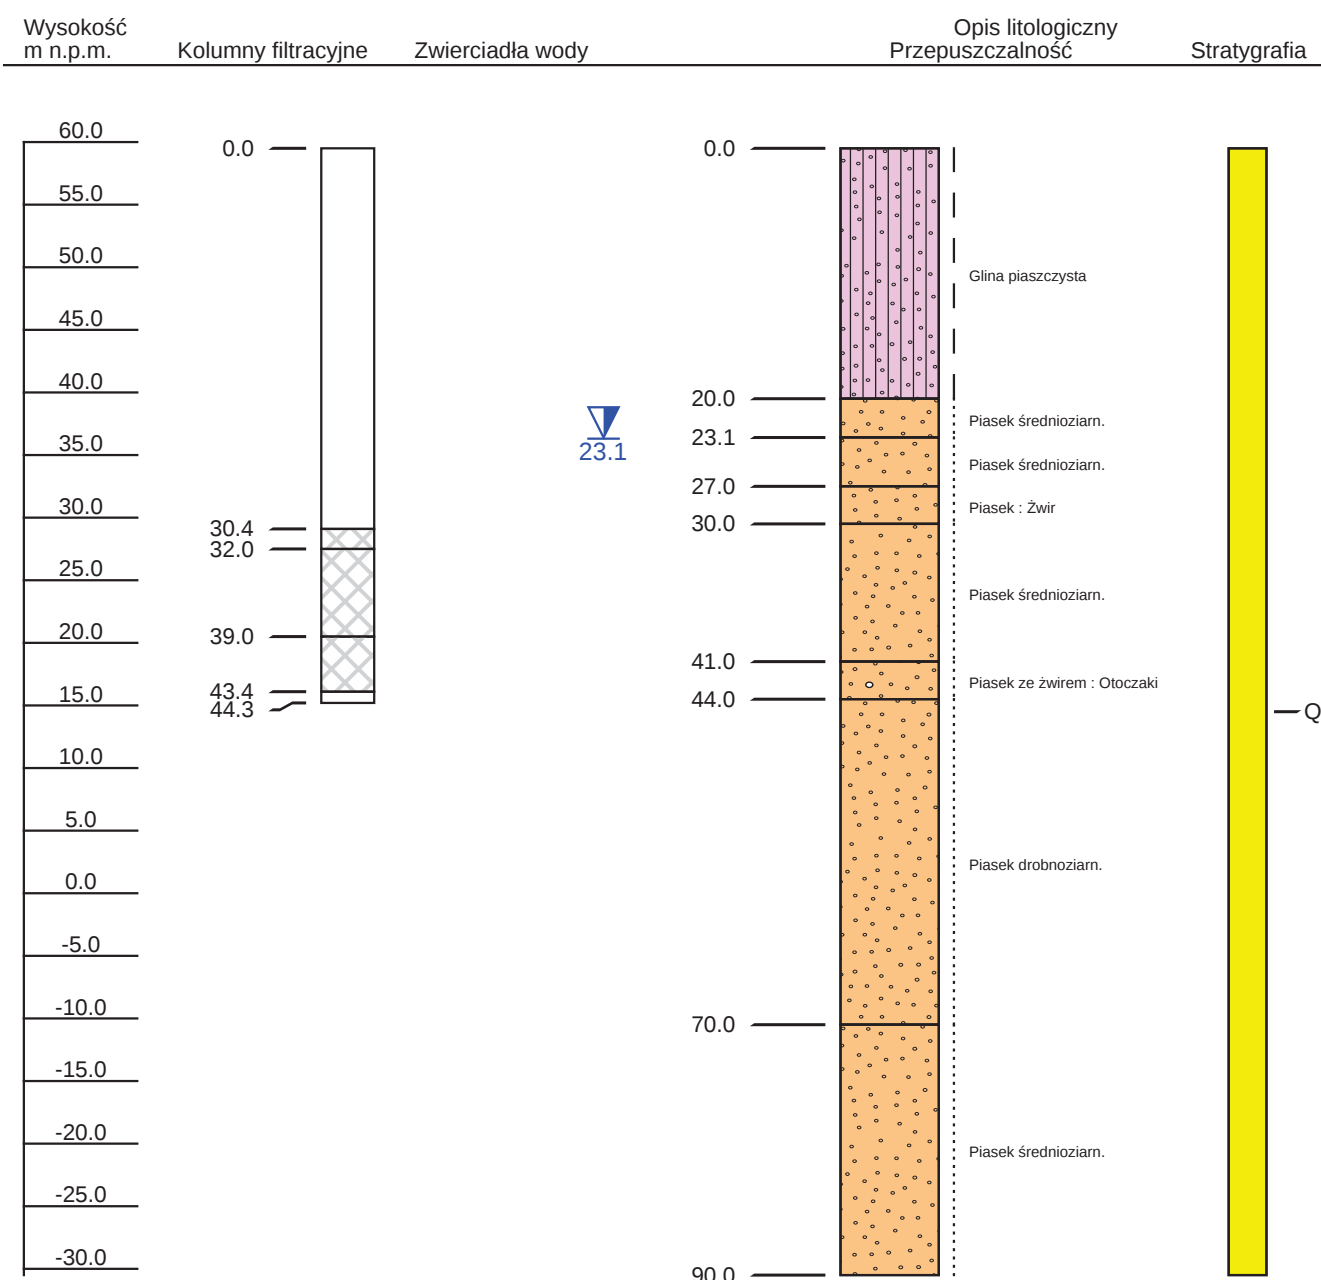 Wysokość
m n.p.m.
Kolumny filtracyjne
Zwierciadła wody
Opis litologiczny
Przepuszczalność
Stratygrafia
60.0
55.0
50.0
45.0
40.0
35.0
30.0
25.0
20.0
15.0
10.0
5.0
0.0
-5.0
-10.0
-15.0
-20.0
-25.0
-30.0
0.0
30.4
32.0
39.0
43.4
44.3
23.1
0.0
20.0
23.1
27.0
30.0
41.0
44.0
70.0
90.0
Glina piaszczysta
Piasek średnioziarn.
Piasek średnioziarn.
Piasek : Żwir
Piasek średnioziarn.
Piasek ze żwirem : Otoczaki
Piasek drobnoziarn.
Piasek średnioziarn.
Q